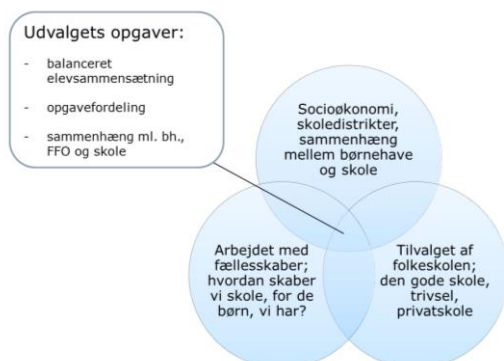 Udvalgets opgaver:
- balanceret
elevsammensætning
- opgavefordeling
- sammenhæng ml. bh.,
FFO og skole
Socioøkonomi,
skoledistrikter,
sammenhæng
mellem børnehave
og skole
Arbejdet med
fællesskaber;
hvordan skaber
vi skole, for de
børn, vi har?
Tilvalget af
folkeskolen;
den gode skole,
trivsel,
privatskole